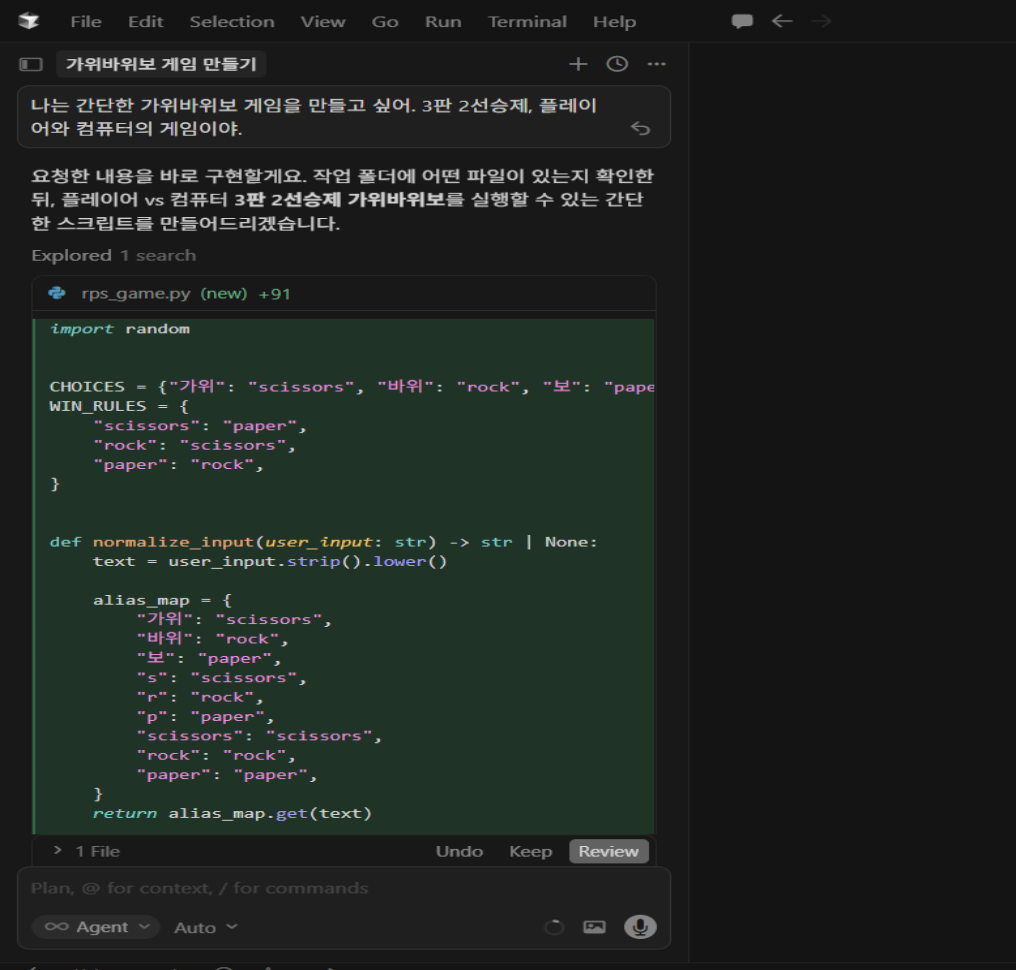 File Edit Selection View Go Run Terminal Help
가위바위보 게임 만들기
나는 간단한 가위바위보 게임을 만들고 싶어. 3판 2선승제, 플레이
어와 컴퓨터의 게임이야.
요청한 내용을 바로 구현할게요. 작업 폴더에 어떤 파일이 있는지 확인한
뒤, 플레이어 vs 컴퓨터 3판 2선승제 가위바위보를 실행할 수 있는 간단
한 스크립트를 만들어드리겠습니다.
Explored 1 search
rps_game.py (new) +91
import random
CHOICES = {"가위": "scissors", "바위": "rock", "보": "pape
WIN_RULES = {
    "scissors": "paper",
    "rock": "scissors",
    "paper": "rock",
}
def normalize_input(user_input: str) -> str | None:
    text = user_input.strip().lower()
    alias_map = {
        "가위": "scissors",
        "바위": "rock",
        "보": "paper",
        "s": "scissors",
        "r": "rock",
        "p": "paper",
        "scissors": "scissors",
        "rock": "rock",
        "paper": "paper",
    }
    return alias_map.get(text)
> 1 File Undo Keep Review
Plan, @ for context, / for commands
Agent Auto